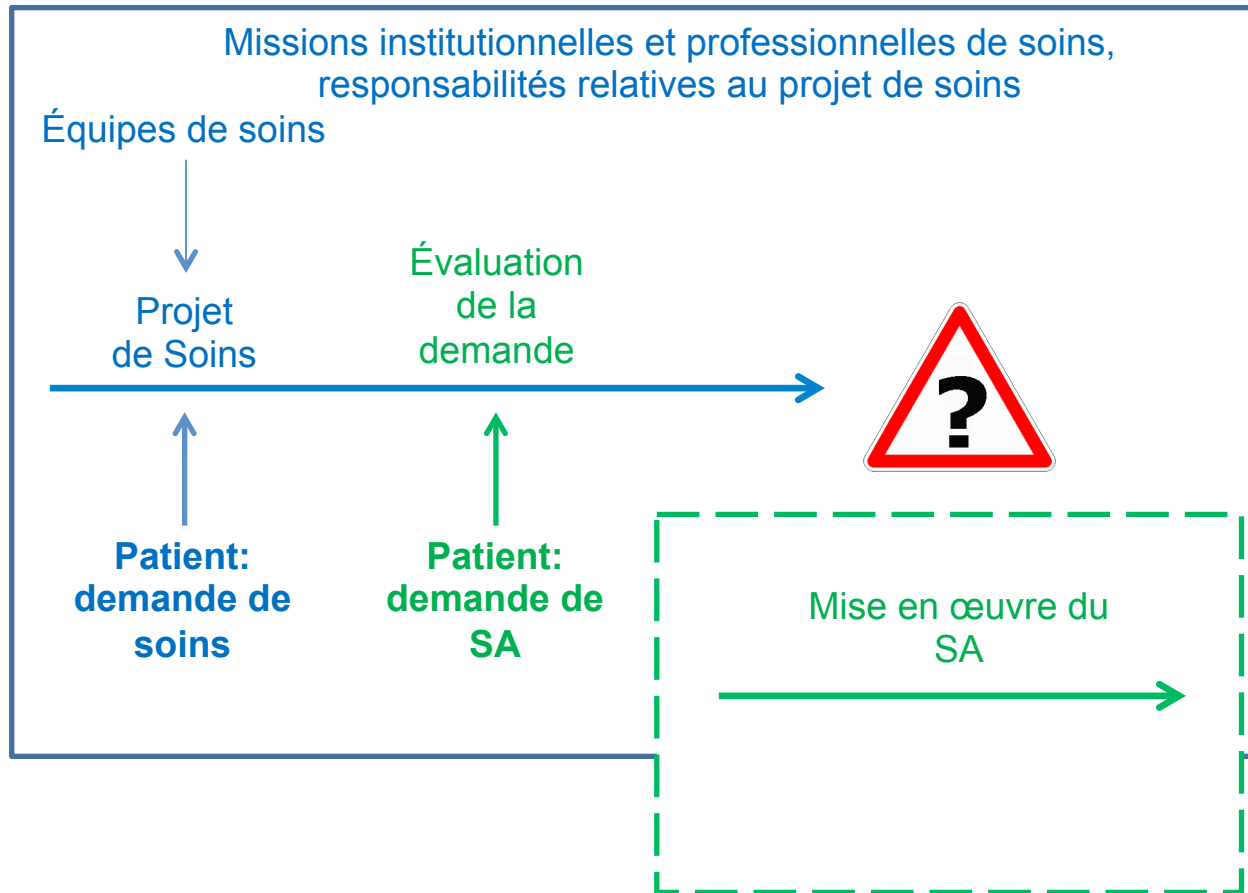 Missions institutionnelles et professionnelles de soins,
responsabilités relatives au projet de soins
Équipes de soins
Projet
de Soins
Évaluation
de la
demande
?
Patient:
demande de
soins
Patient:
demande de
SA
Mise en œuvre du
SA